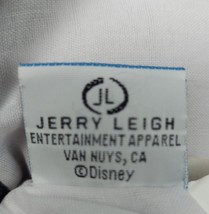 JL
JERRY LEIGH
ENTERTAINMENT APPAREL
VAN NUYS, CA
©Disney